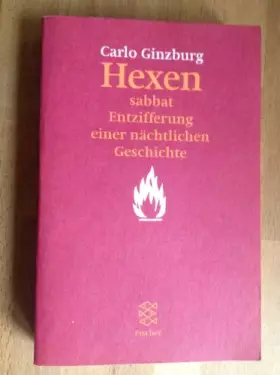 Carlo Ginzburg
Hexen
sabbat
Entzifferung
einer nächtlichen
Geschichte
Fischer